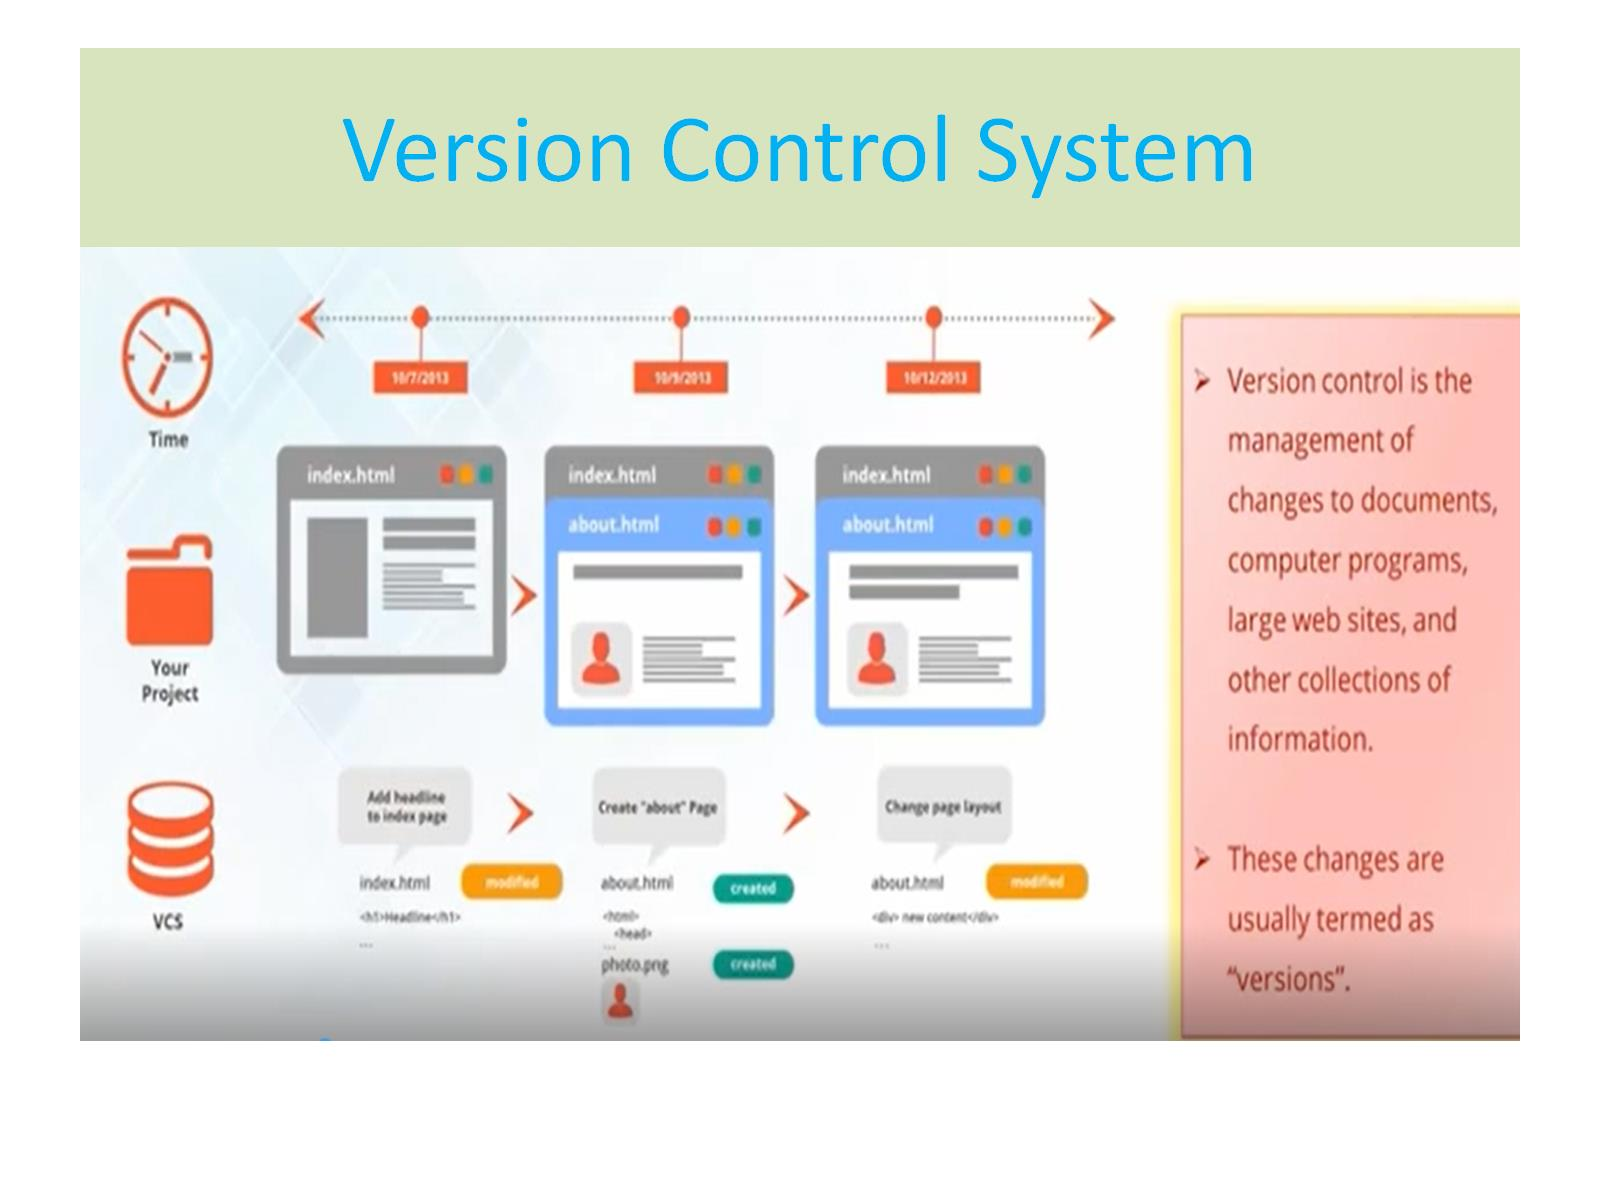 Version Control System
Time
10/7/2013
10/9/2013
10/12/2013
index.html
index.html
about.html
index.html
about.html
Your
Project
VCS
Add headline
to index page
Create "about" Page
Change page layout
index.html
modified
<h1>Headline</h1>
...
about.html
created
<html>
<head>
...
photo.png
created
about.html
modified
<div> new content</div>
...
➢ Version control is the
management of
changes to documents,
computer programs,
large web sites, and
other collections of
information.
➢ These changes are
usually termed as
“versions”.